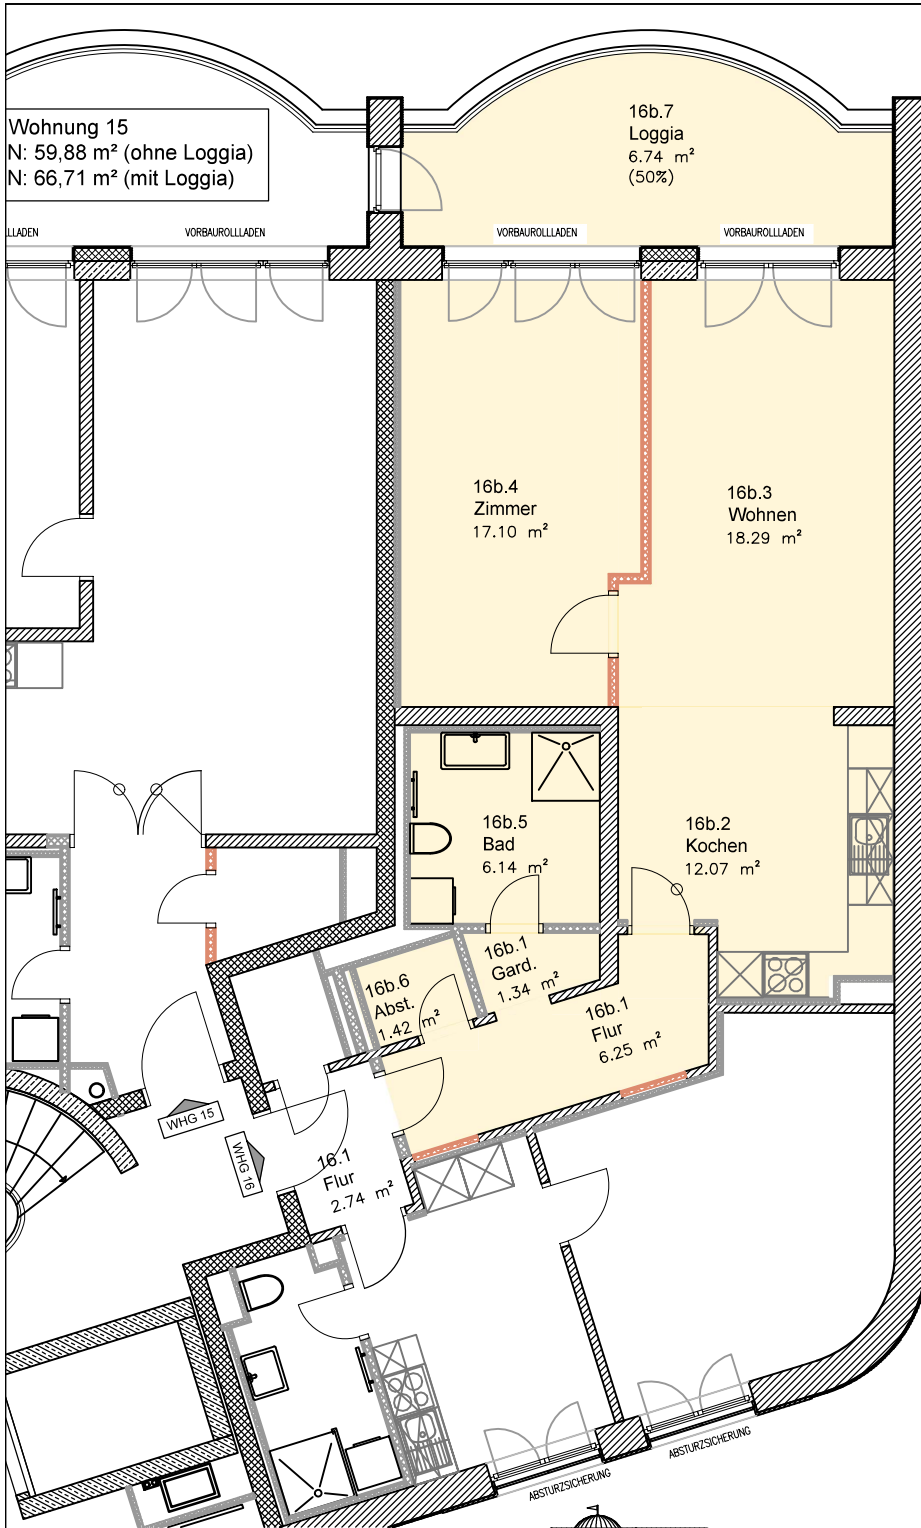 Wohnung 15
N: 59,88 m² (ohne Loggia)
N: 66,71 m² (mit Loggia)
16b.7
Loggia
6.74 m²
(50%)
LLADEN
VORBAUROLLLADEN
VORBAUROLLLADEN
VORBAUROLLLADEN
16b.4
Zimmer
17.10 m²
16b.3
Wohnen
18.29 m²
16b.5
Bad
6.14 m²
16b.2
Kochen
12.07 m²
16b.1
Gard.
1.34 m²
16b.6
Abst.
1.42 m²
16b.1
Flur
6.25 m²
WHG 15
WHG 16
16.1
Flur
2.74 m²
ABSTURZSICHERUNG
ABSTURZSICHERUNG